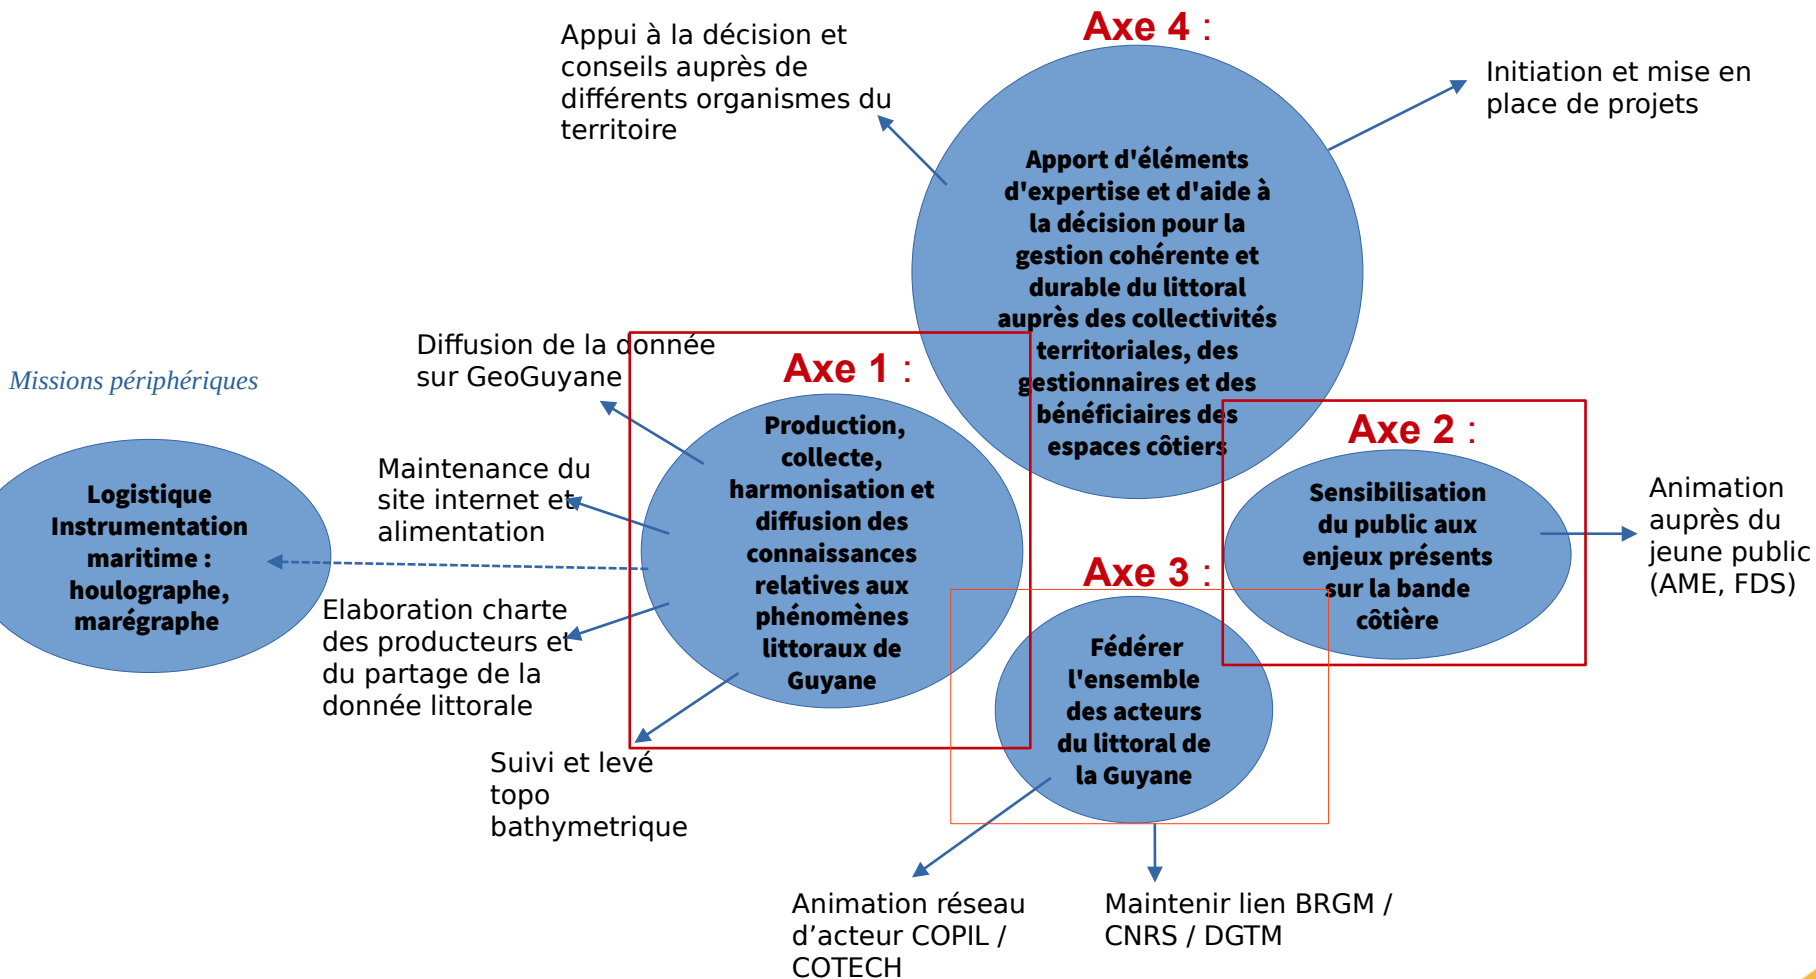 Axe 4 :
Appui à la décision et
conseils auprès de
différents organismes du
territoire
Initiation et mise en
place de projets
Apport d'éléments
d'expertise et d'aide à
la décision pour la
gestion cohérente et
durable du littoral
auprès des collectivités
territoriales, des
gestionnaires et des
bénéficiaires des
espaces côtiers
Missions périphériques
Logistique
Instrumentation
maritime :
houlographe,
marégraphe
Diffusion de la donnée
sur GeoGuyane
Maintenance du
site internet et
alimentation
Elaboration charte
des producteurs et
du partage de la
donnée littorale
Suivi et levé
topo
bathymetrique
Axe 1 :
Production,
collecte,
harmonisation et
diffusion des
connaissances
relatives aux
phénomènes
littoraux de
Guyane
Axe 2 :
Sensibilisation
du public aux
enjeux présents
sur la bande
côtière
Animation
auprès du
jeune public
(AME, FDS)
Axe 3 :
Fédérer
l'ensemble
des acteurs
du littoral de
la Guyane
Animation réseau
d’acteur COPIL /
COTECH
Maintenir lien BRGM /
CNRS / DGTM